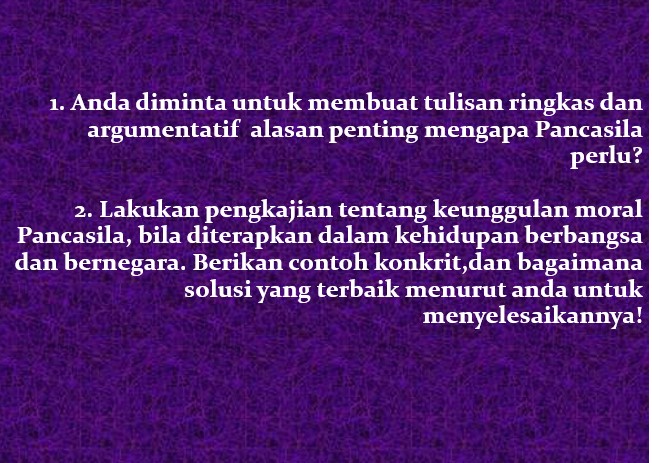 1. Anda diminta untuk membuat tulisan ringkas dan
argumentatif alasan penting mengapa Pancasila
perlu?
2. Lakukan pengkajian tentang keunggulan moral
Pancasila, bila diterapkan dalam kehidupan berbangsa
dan bernegara. Berikan contoh konkrit,dan bagaimana
solusi yang terbaik menurut anda untuk
menyelesaikannya!